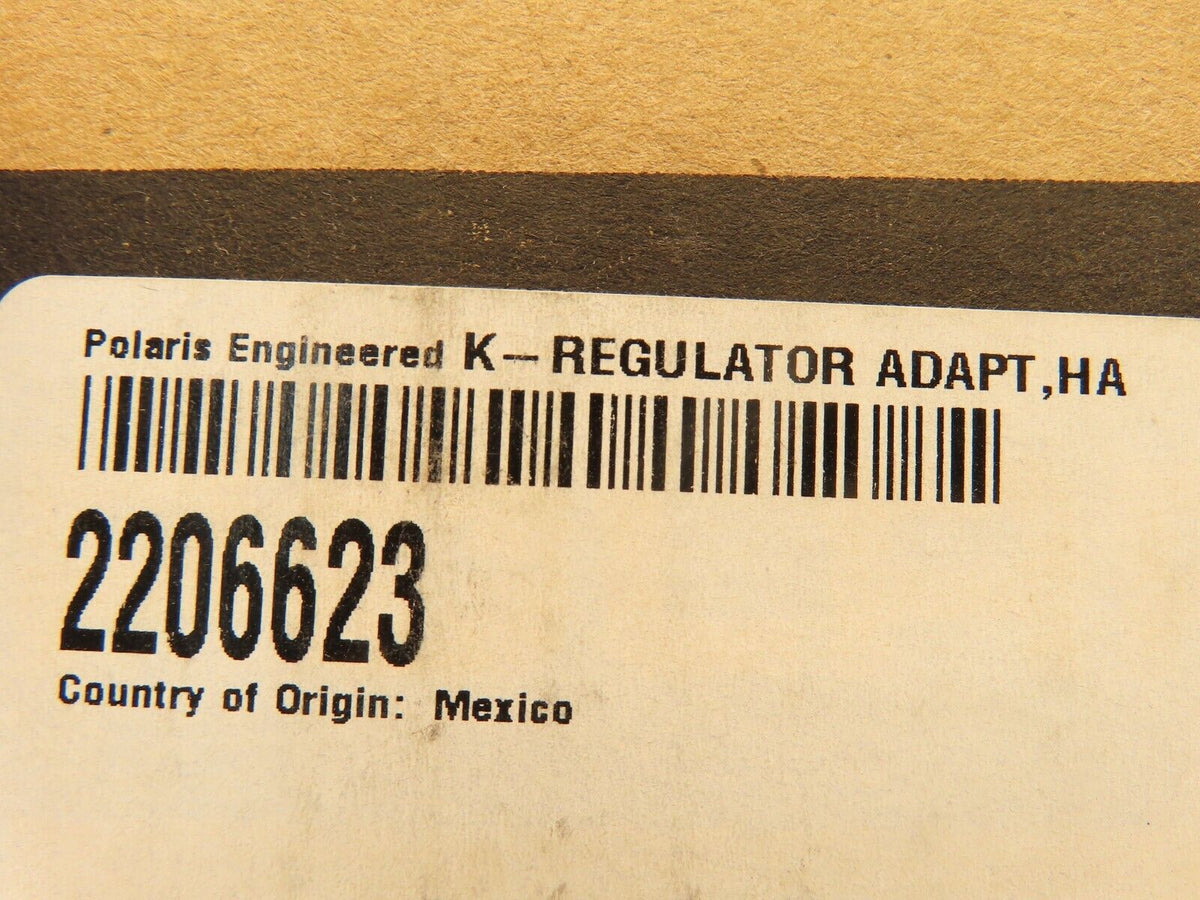 Polaris Engineered K-REGULATOR ADAPT,HA
2206623
Country of Origin: Mexico